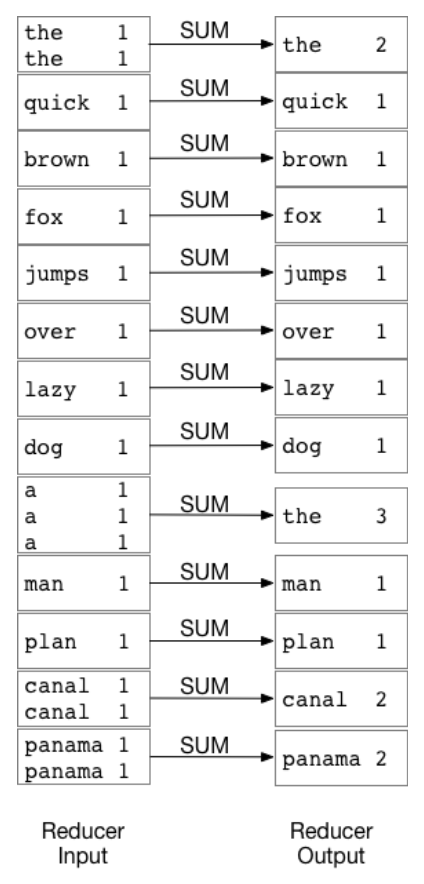 the 1 SUM the 2
the 1
quick 1 SUM quick 1
brown 1 SUM brown 1
fox 1 SUM fox 1
jumps 1 SUM jumps 1
over 1 SUM over 1
lazy 1 SUM lazy 1
dog 1 SUM dog 1
a 1
a 1 SUM the 3
a 1
man 1 SUM man 1
plan 1 SUM plan 1
canal 1 SUM canal 2
canal 1
panama 1 SUM panama 2
panama 1
Reducer Reducer
Input Output